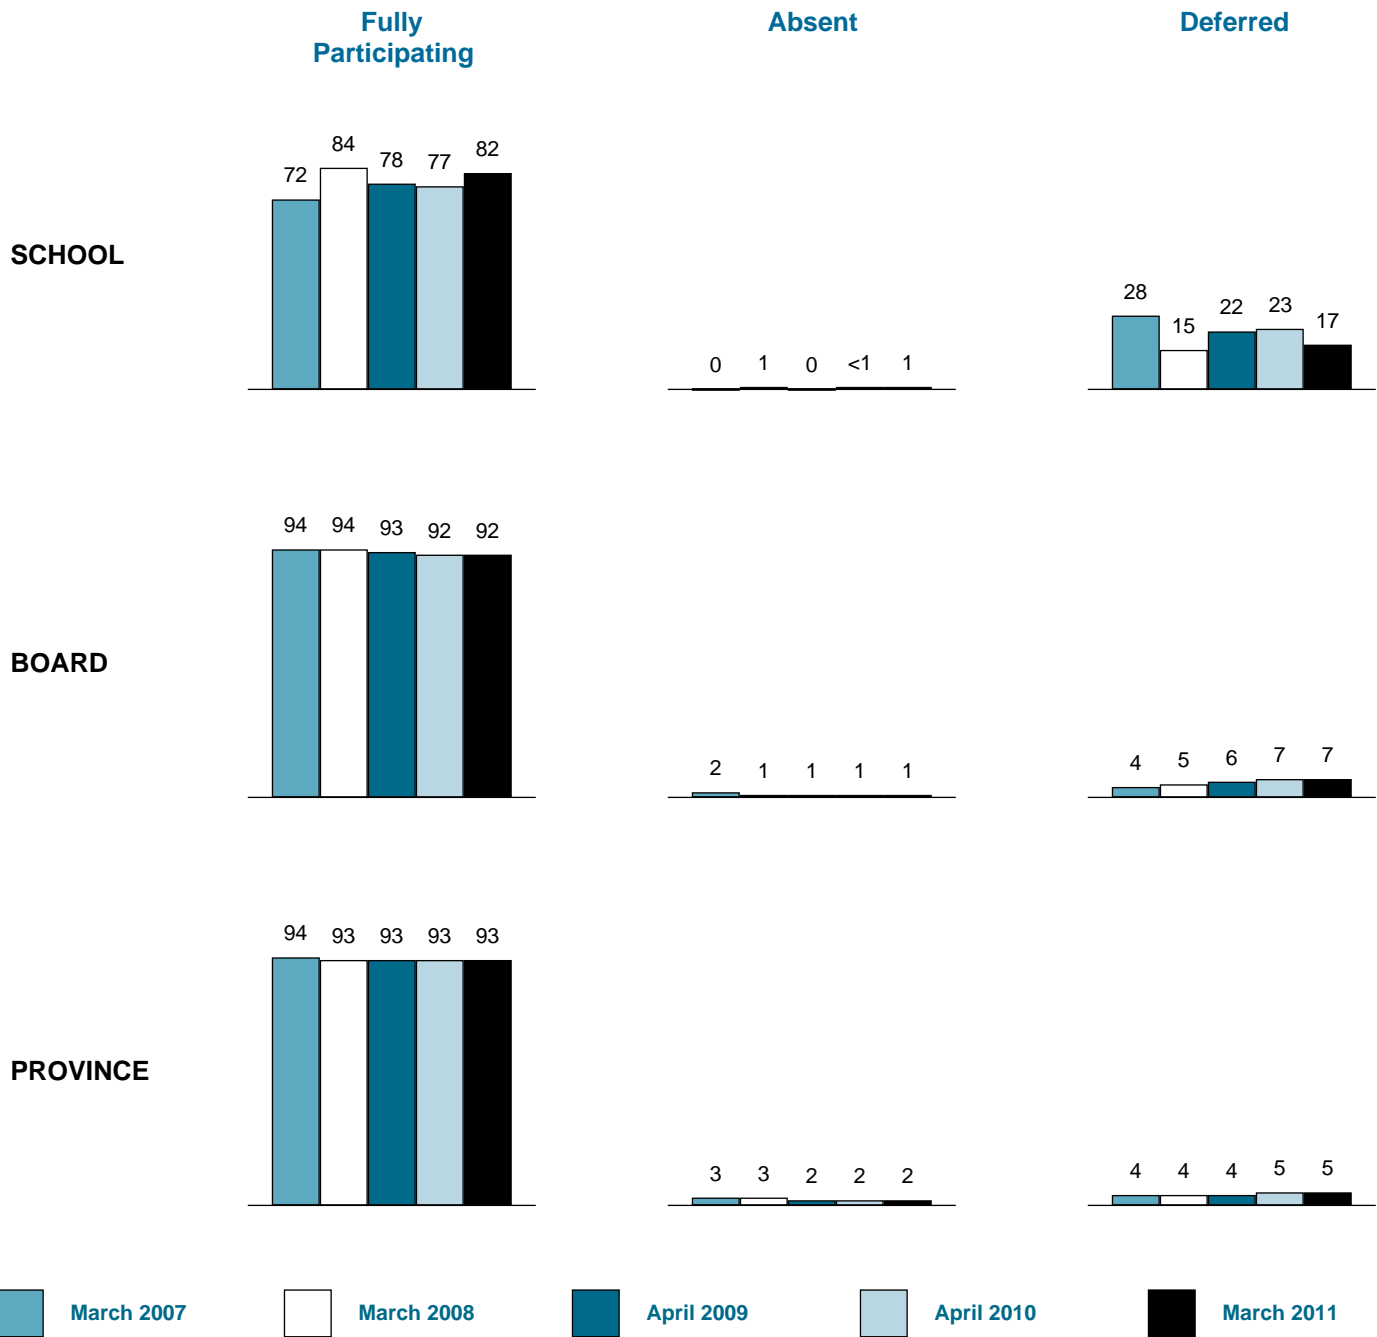 Fully
Participating
Absent
Deferred
SCHOOL
72 84 78 77 82
0 1 0 <1 1
28 15 22 23 17
BOARD
94 94 93 92 92
2 1 1 1 1
4 5 6 7 7
PROVINCE
94 93 93 93 93
3 3 2 2 2
4 4 4 5 5
March 2007
March 2008
April 2009
April 2010
March 2011